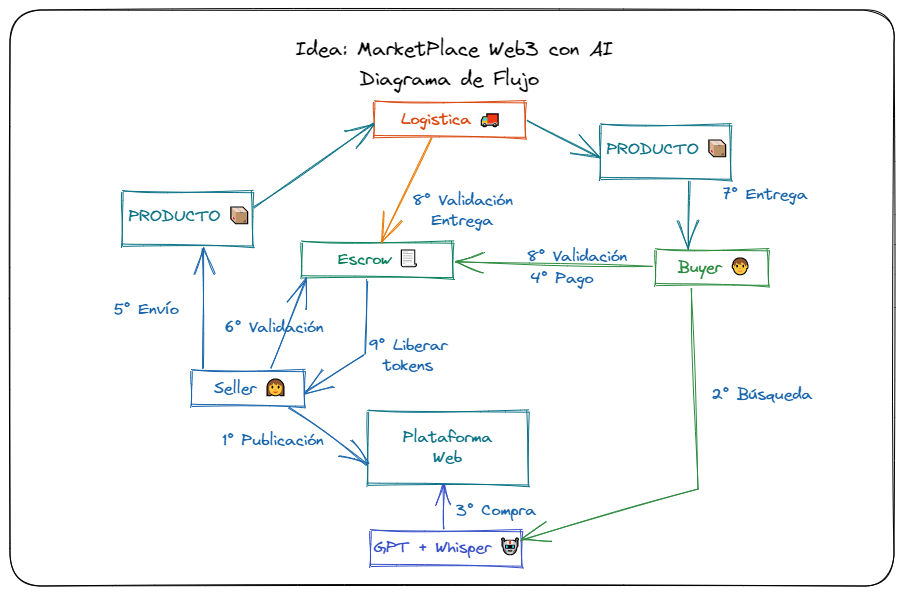 Idea: MarketPlace Web3 con AI
Diagrama de Flujo
Logistica
PRODUCTO
7° Entrega
PRODUCTO
8° Validación
Entrega
Escrow
8° Validación
4° Pago
Buyer
5° Envío
6° Validación
9° Liberar
tokens
Seller
2° Búsqueda
1° Publicación
Plataforma
Web
3° Compra
GPT + Whisper